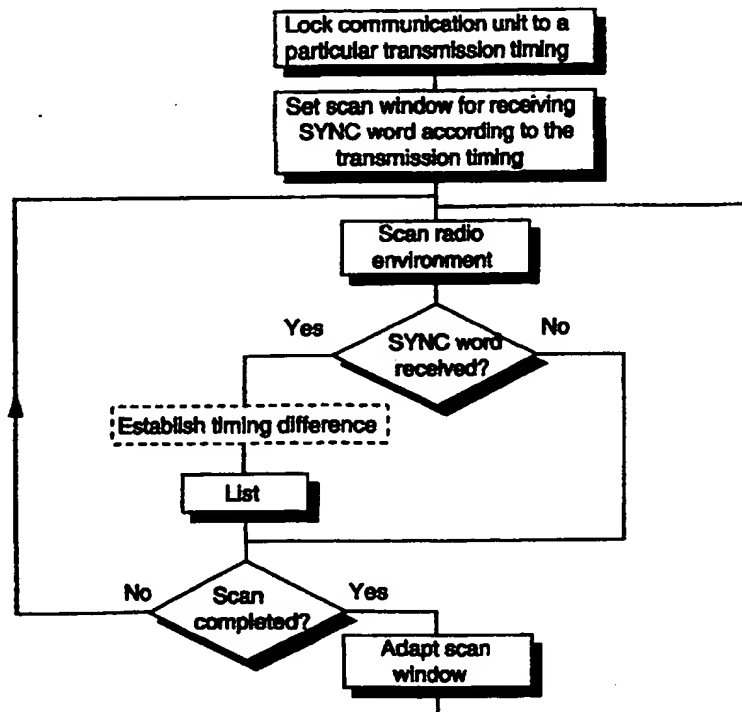 Lock communication unit to a
particular transmission timing
Set scan window for receiving
SYNC word according to the
transmission timing
Scan radio
environment
Yes
SYNC word
received?
No
Establish timing difference
List
No
Scan
completed?
Yes
Adapt scan
window